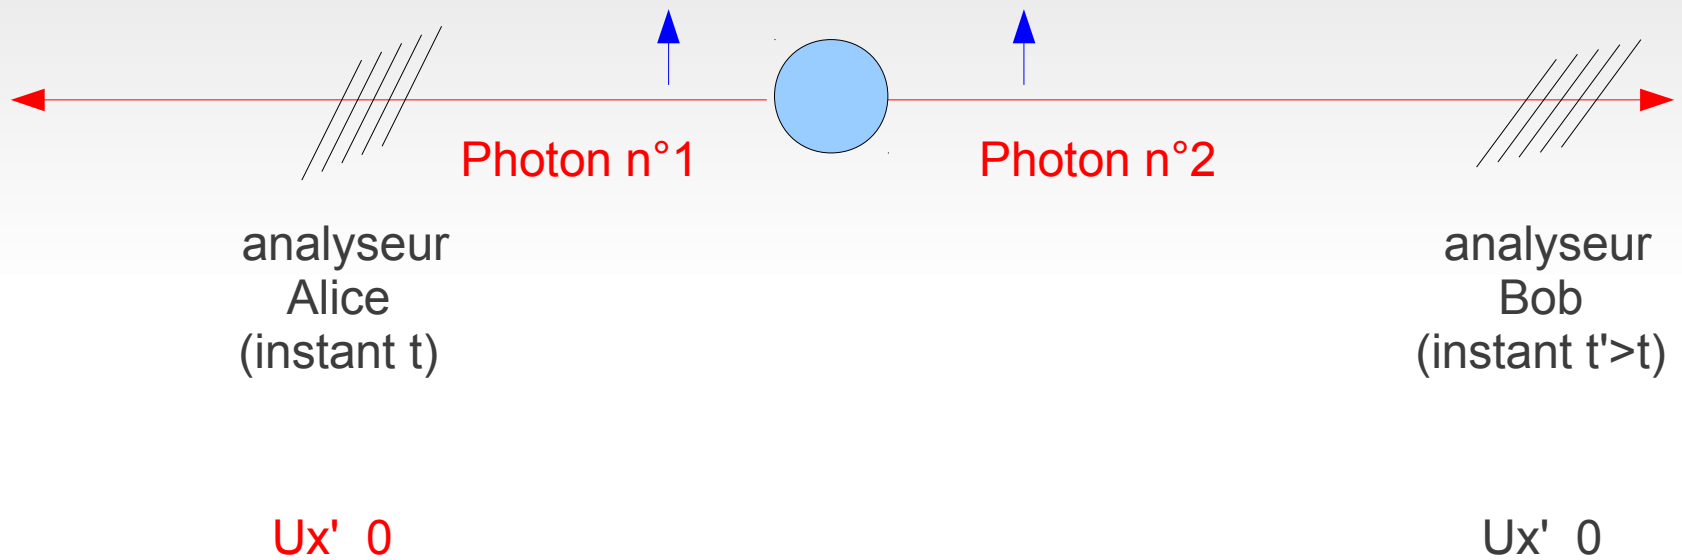 Photon n°1
Photon n°2
analyseur
Alice
(instant t)
analyseur
Bob
(instant t'>t)
Ux' 0
Ux' 0